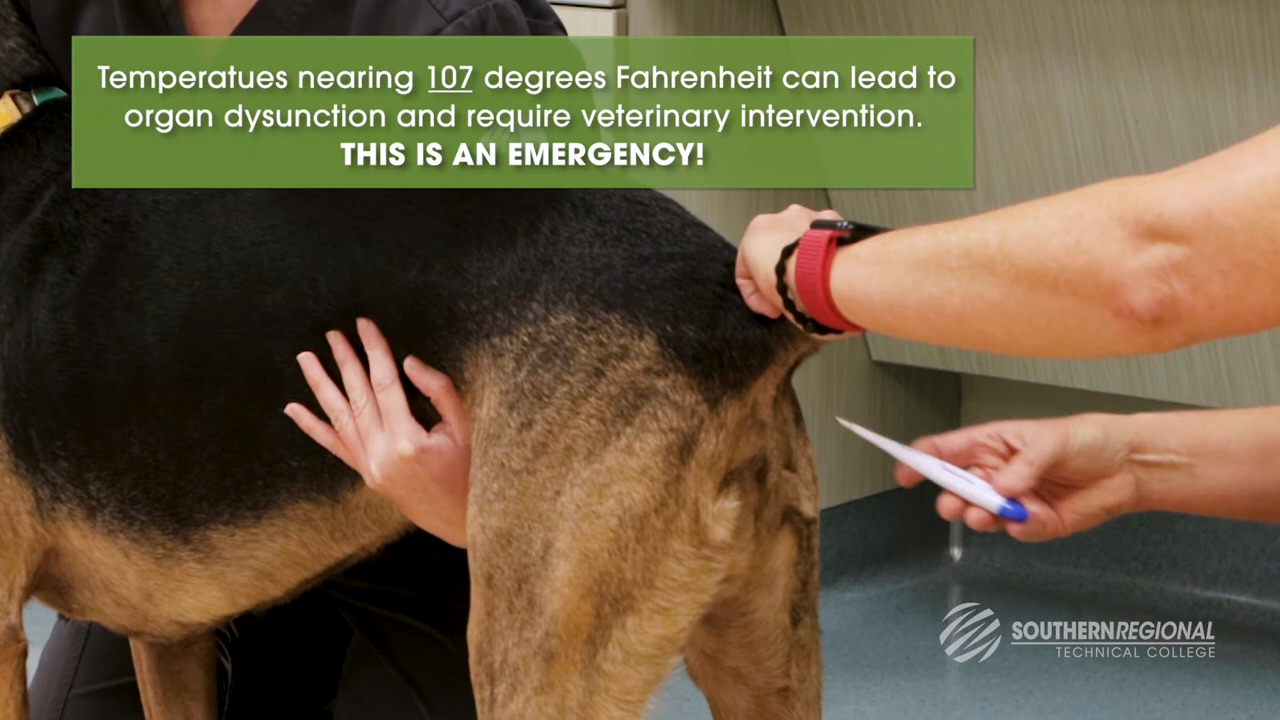 Temperatues nearing 107 degrees Fahrenheit can lead to
organ dysunction and require veterinary intervention.
THIS IS AN EMERGENCY!
SOUTHERNREGIONAL
TECHNICAL COLLEGE